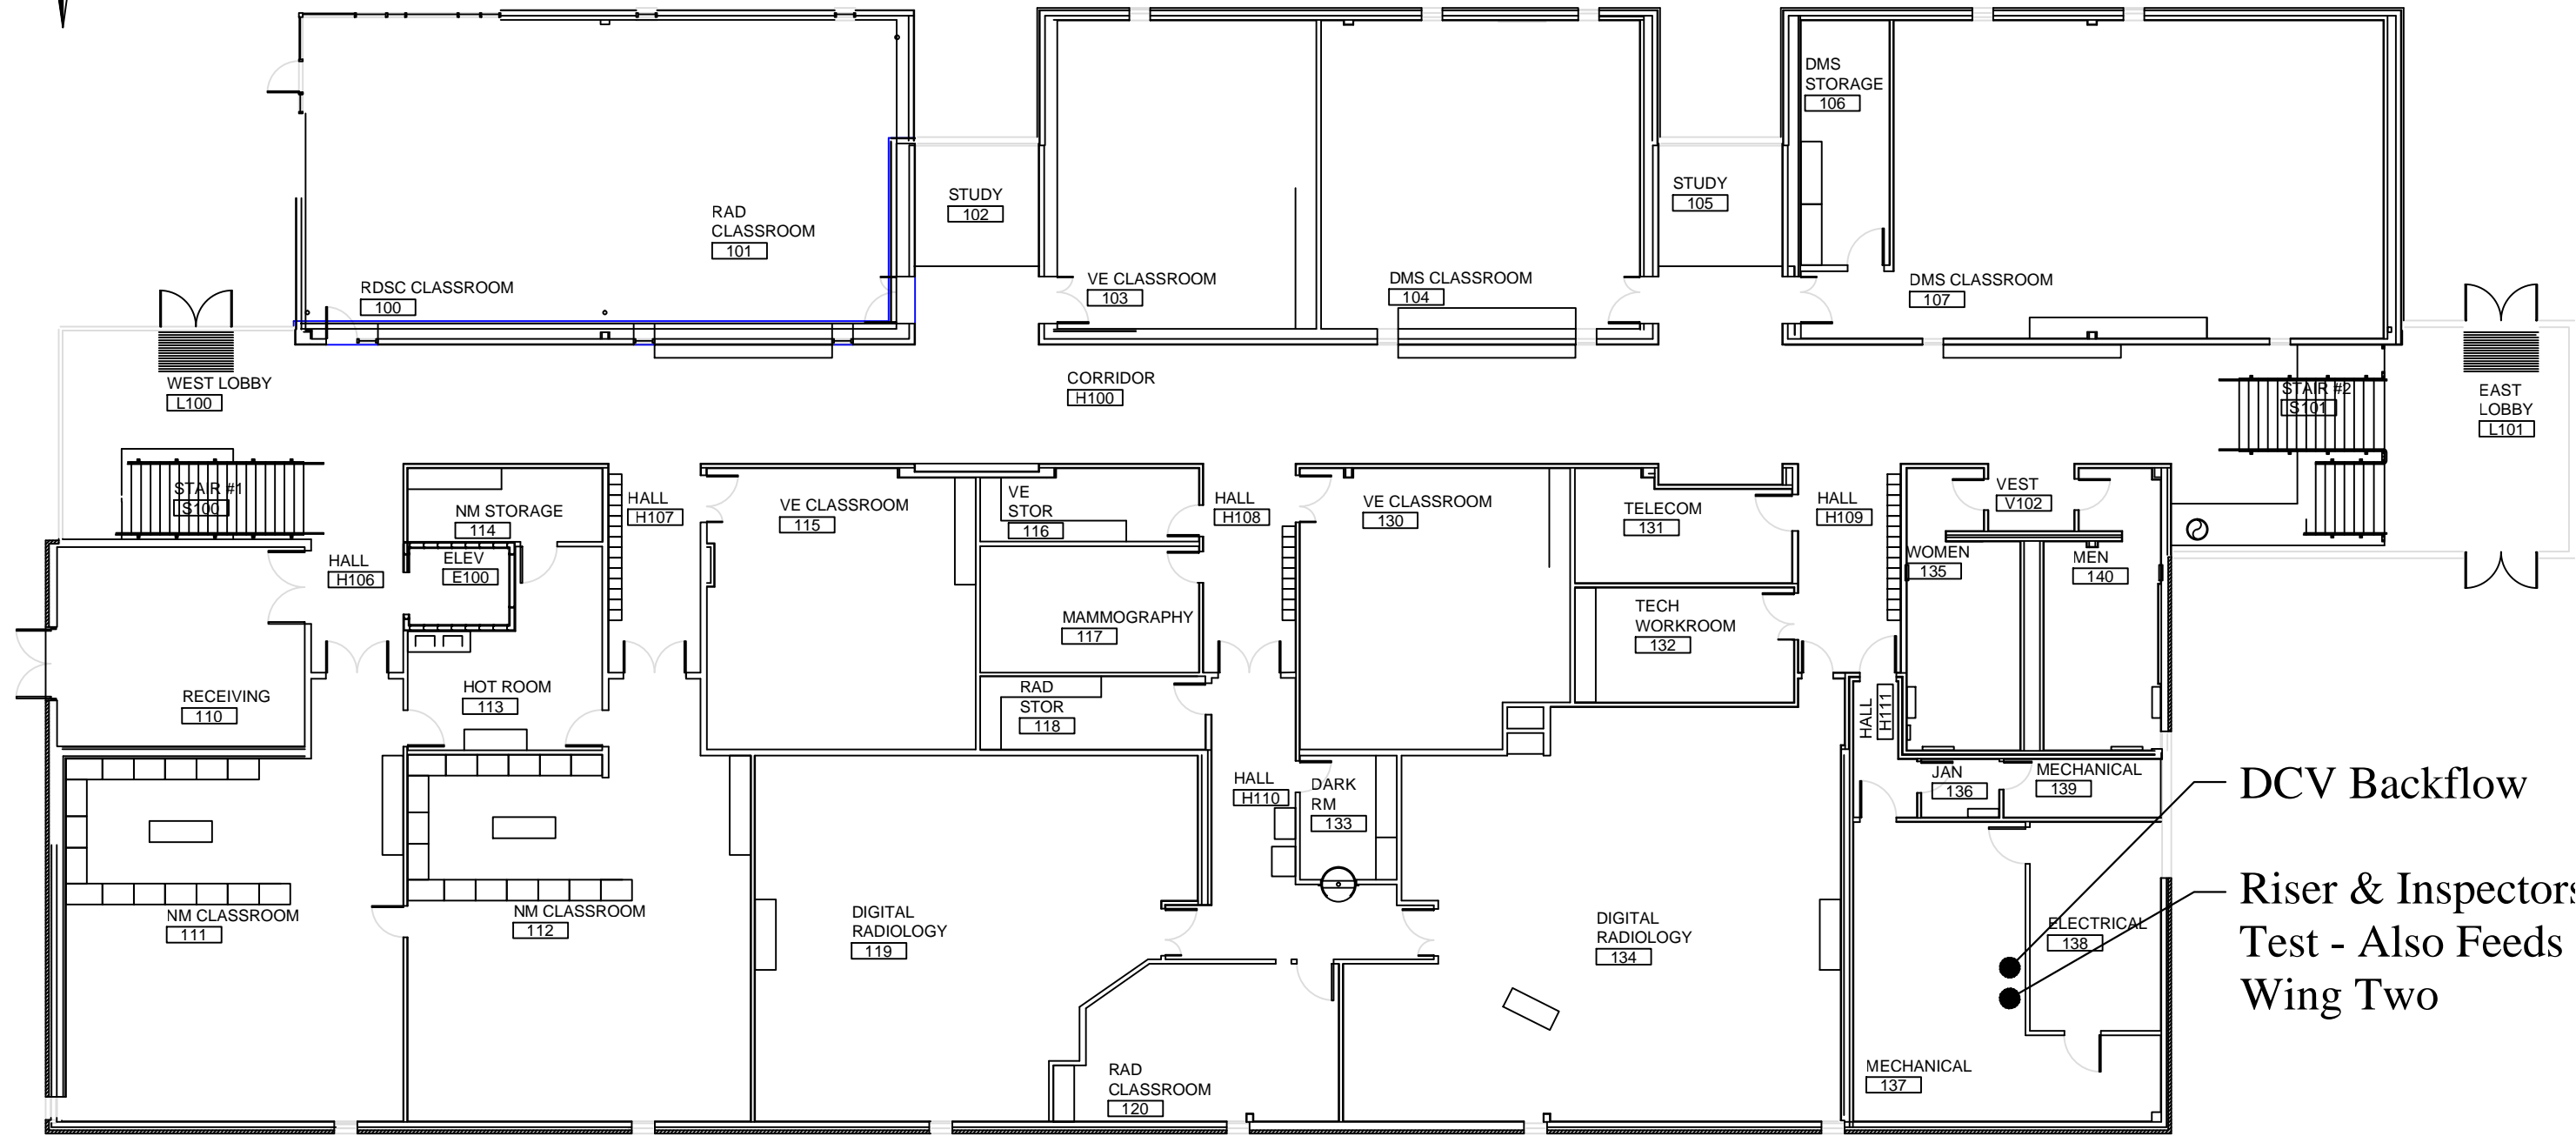 DMS
STORAGE
106
STUDY
102
STUDY
105
RAD
CLASSROOM
101
RDSC CLASSROOM
100
VE CLASSROOM
103
DMS CLASSROOM
104
DMS CLASSROOM
107
WEST LOBBY
L100
CORRIDOR
H100
STAIR #2
S101
EAST
LOBBY
L101
STAIR #1
S100
NM STORAGE
114
HALL
H107
VE CLASSROOM
115
VE
STOR
116
HALL
H108
VE CLASSROOM
130
TELECOM
131
HALL
H109
VEST
V102
HALL
H106
ELEV
E100
WOMEN
135
MEN
140
MAMMOGRAPHY
117
TECH
WORKROOM
132
RECEIVING
110
HOT ROOM
113
RAD
STOR
118
HALL
H111
HALL
H110
DARK
RM
133
JAN
136
MECHANICAL
139
DCV Backflow
NM CLASSROOM
111
NM CLASSROOM
112
DIGITAL
RADIOLOGY
119
DIGITAL
RADIOLOGY
134
ELECTRICAL
138
Riser & Inspectors
Test - Also Feeds
Wing Two
RAD
CLASSROOM
120
MECHANICAL
137